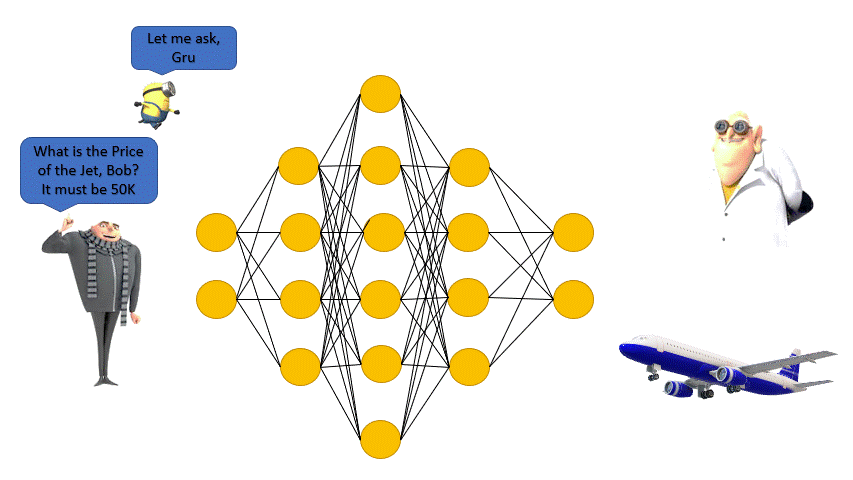 Let me ask,
Gru
What is the Price
of the Jet, Bob?
It must be 50K